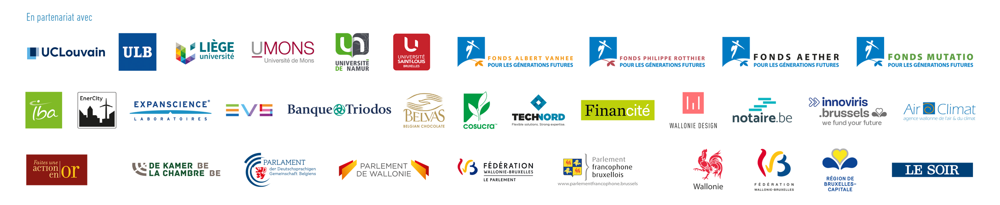 En partenariat avec
UCLouvain
ULB
LIÈGE
université
UMONS
Université de Mons
un
UNIVERSITÉ
DE NAMUR
UNIVERSITÉ
SAINT-LOUIS
BRUXELLES
FONDS ALBERT VANHEE
POUR LES GÉNERATIONS FUTURES
FONDS PHILIPPE ROTTHIER
POUR LES GÉNERATIONS FUTURES
FONDS AETHER
POUR LES GÉNERATIONS FUTURES
FONDS MUTATIO
POUR LES GÉNERATIONS FUTURES
iba
EnerCity
EXPANSCIENCE®
LABORATOIRES
EVS
Banque Triodos
BELVAS
BELGIAN CHOCOLATE
cosucra™
TECHNORD
Flexible solutions. Strong expertise.
Financité
WALLONIE DESIGN
notaire.be
innoviris
.brussels
we fund your future
Air Climat
agence wallonne de l'air & du climat
Faites une
action
en or
DE KAMER BE
LA CHAMBRE BE
PARLAMENT
der Deutschsprachigen
Gemeinschaft Belgiens
PARLEMENT
DE WALLONIE
FÉDÉRATION
WALLONIE-BRUXELLES
LE PARLEMENT
Parlement
francophone
bruxellois
www.parlementfrancophone.brussels
Wallonie
FÉDÉRATION
WALLONIE-BRUXELLES
RÉGION DE
BRUXELLES-
CAPITALE
LE SOIR